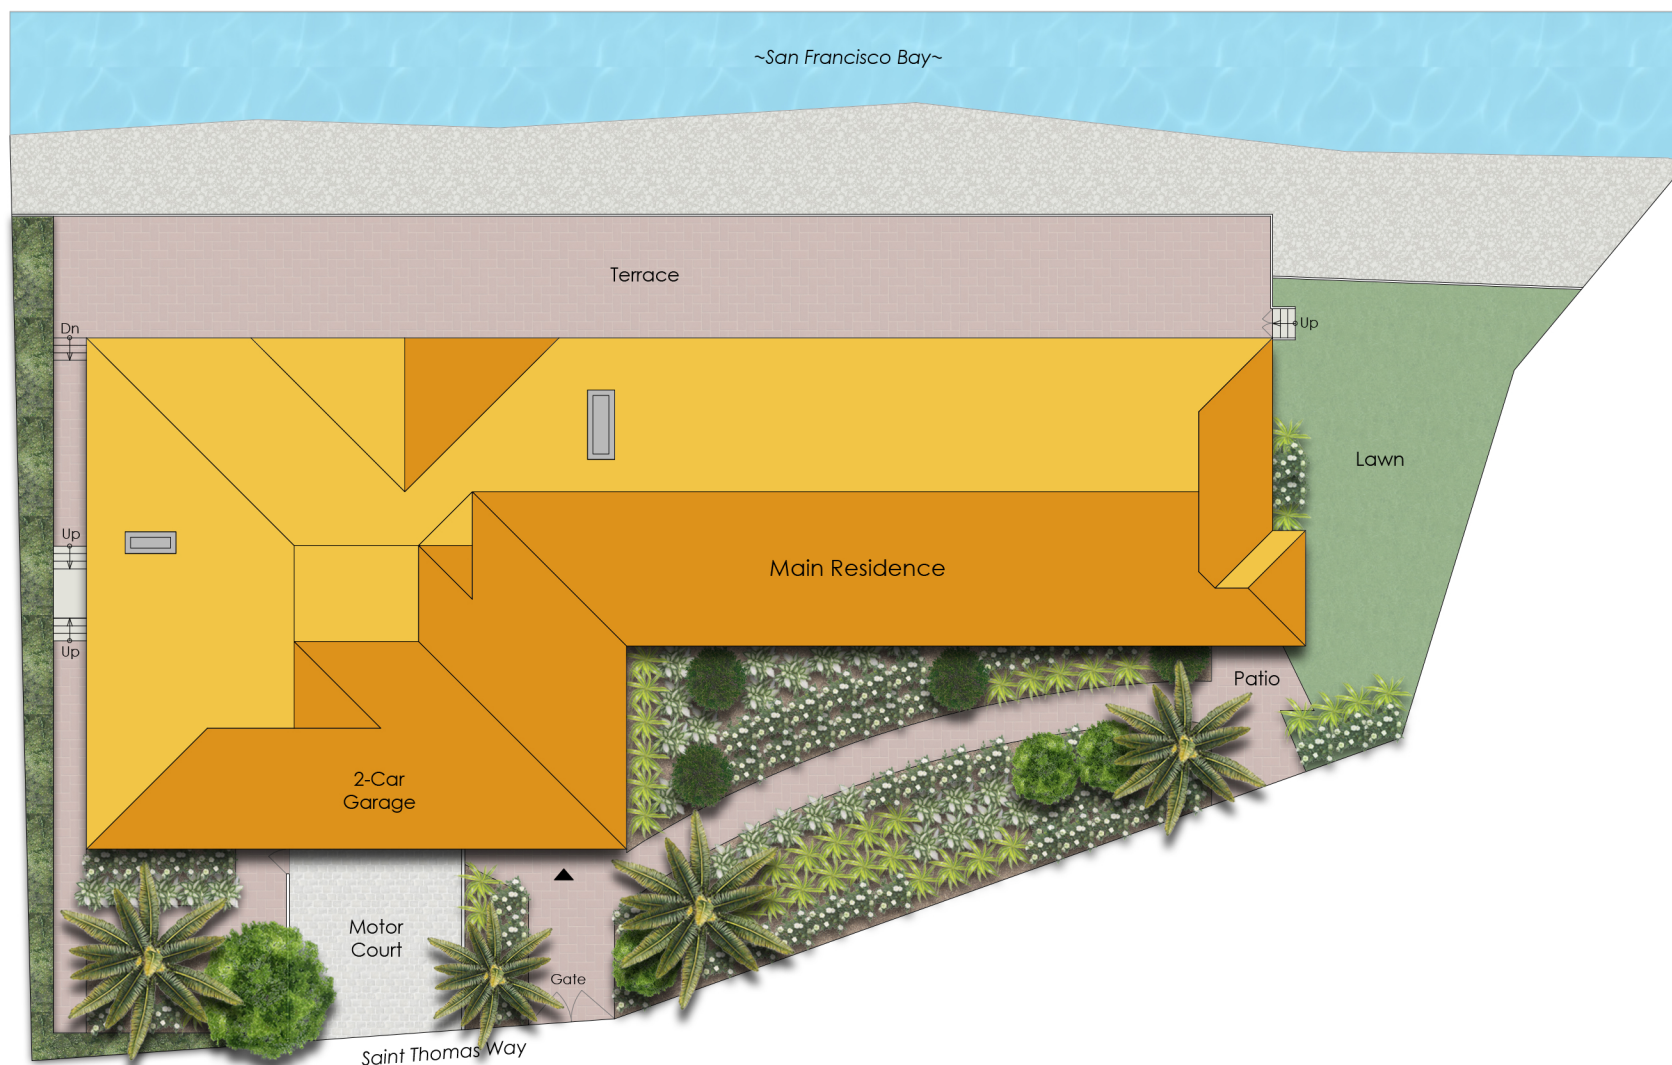 ~San Francisco Bay~
Terrace
Dn
Up
Lawn
Up
Main Residence
Up
Patio
2-Car
Garage
Motor
Court
Gate
Saint Thomas Way